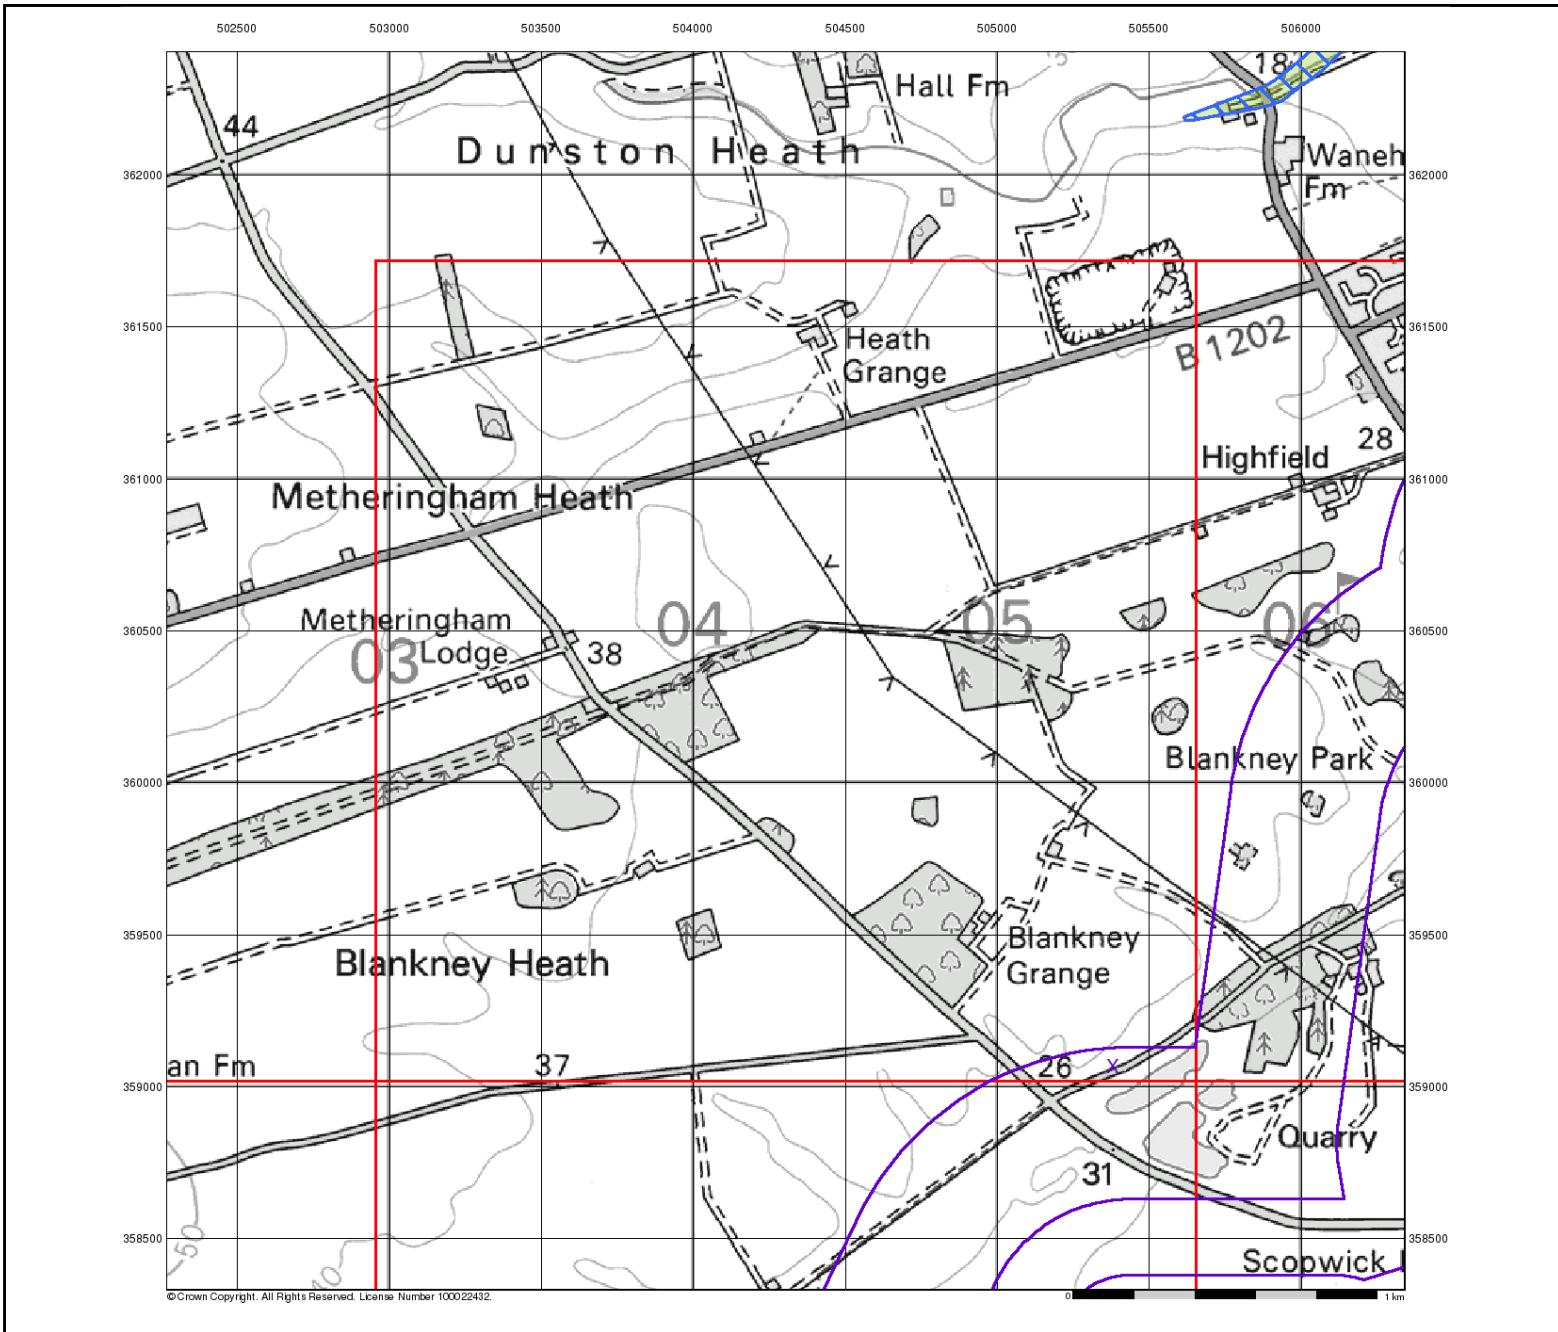 502500 503000 503500 504000 504500 505000 505500 506000
18
Hall Fm
44
Dunston Heath
Waneh
Fm
362000 362000
361500 361500
Heath
Grange
B 1202
28
Highfield
361000 361000
Metheringham Heath
Metheringham
Lodge
03 04 05 06
360500 360500
38
Blankney Park
360000 360000
359500 359500
Blankney
Grange
Blankney Heath
an Fm
37
26
x
359000 359000
Quarry
31
50
40
358500 358500
Scopwick
© Crown Copyright. All Rights Reserved. License Number 100022432.
0 1 km